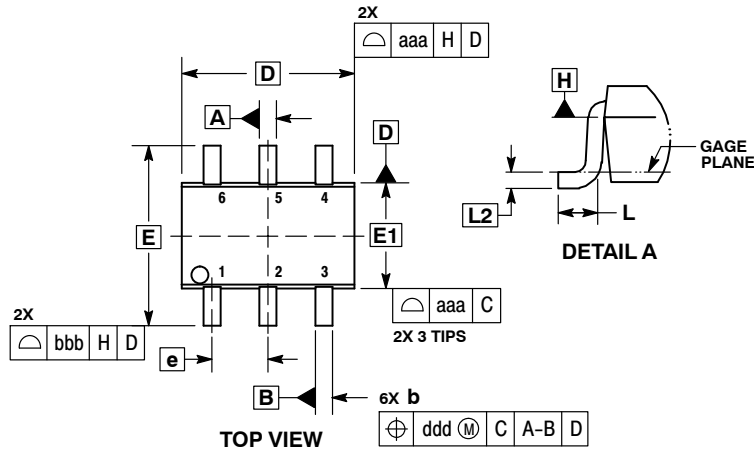 2X
⌓ aaa H D
D
A
D
6 5 4
E
E1
1 2 3
⌓ aaa C
2X 3 TIPS
2X
⌓ bbb H D
e
B
6X b
⌖ ddd Ⓜ C A-B D
TOP VIEW
H
GAGE
PLANE
L2
L
DETAIL A